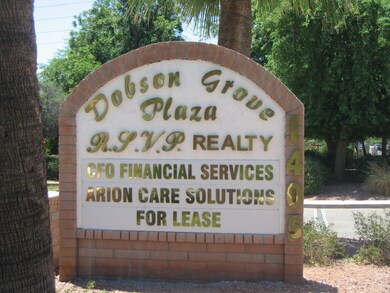 Dobson Grove
Plaza
R.S.V.P. REALTY
CFO FINANCIAL SERVICES
ARION CARE SOLUTIONS
FOR LEASE